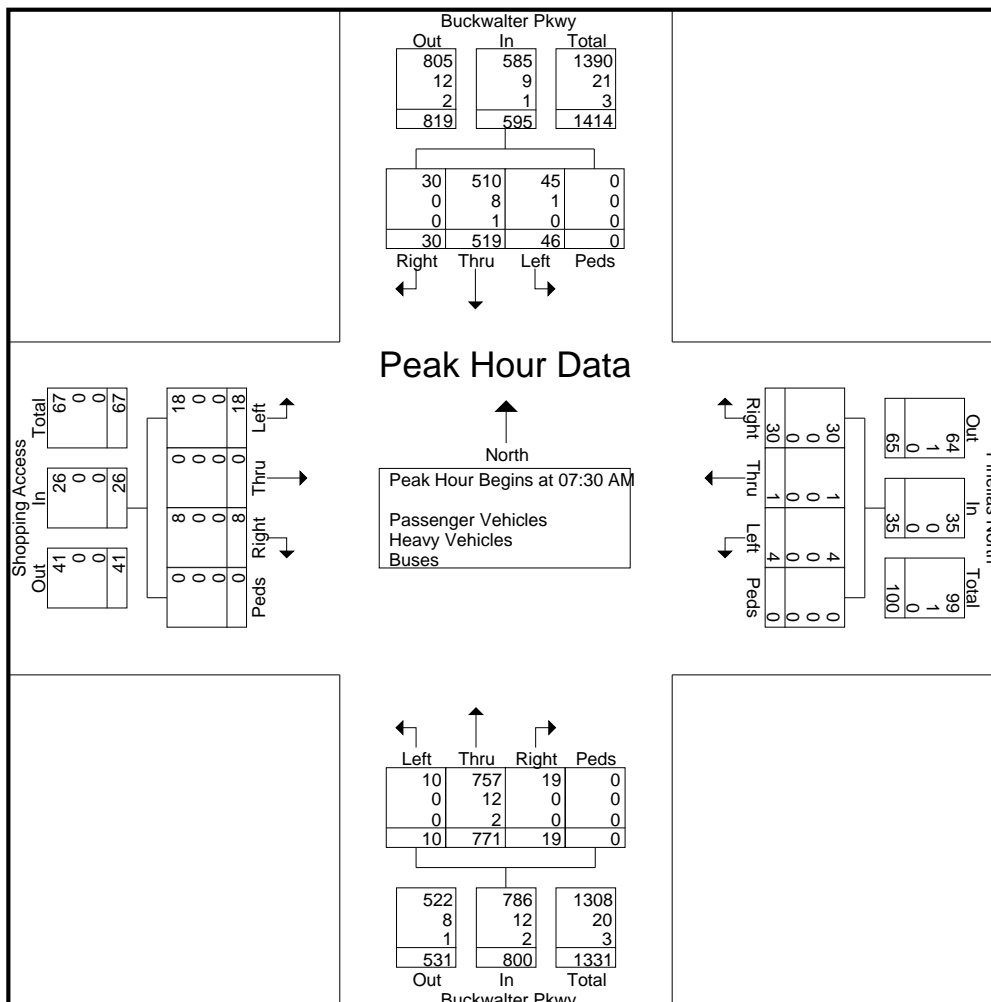 Buckwalter Pkwy
Out In Total
805 585 1390
12 9 21
2 1 3
819 595 1414
30 510 45 0
0 8 1 0
0 1 0 0
30 519 46 0
Right Thru Left Peds
Peak Hour Data
North
Peak Hour Begins at 07:30 AM
Passenger Vehicles
Heavy Vehicles
Buses
Shopping Access
Total In Out
67 26 41
0 0 0
0 0 0
67 26 41
18 0 8 0
0 0 0 0
0 0 0 0
18 0 8 0
Left Thru Right Peds
Right Thru Left Peds
30 1 4 0
0 0 0 0
0 0 0 0
30 1 4 0
Out In Total
64 35 99
1 0 1
0 0 0
65 35 100
North
Left Thru Right Peds
10 757 19 0
0 12 0 0
0 2 0 0
10 771 19 0
522 786 1308
8 12 20
1 2 3
531 800 1331
Out In Total
Buckwalter Pkwy